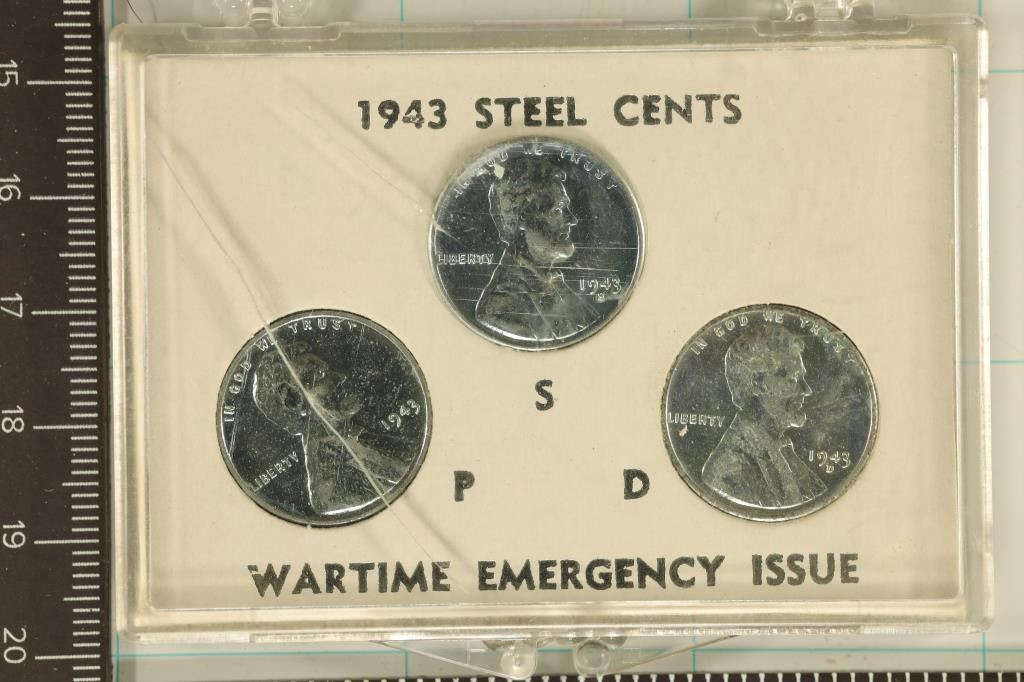 1943 STEEL CENTS
IN GOD WE TRUST
LIBERTY
1943
S
IN GOD WE TRUST
LIBERTY
1943
IN GOD WE TRUST
LIBERTY
1943
D
S
P D
WARTIME EMERGENCY ISSUE
15
16
17
18
19
20